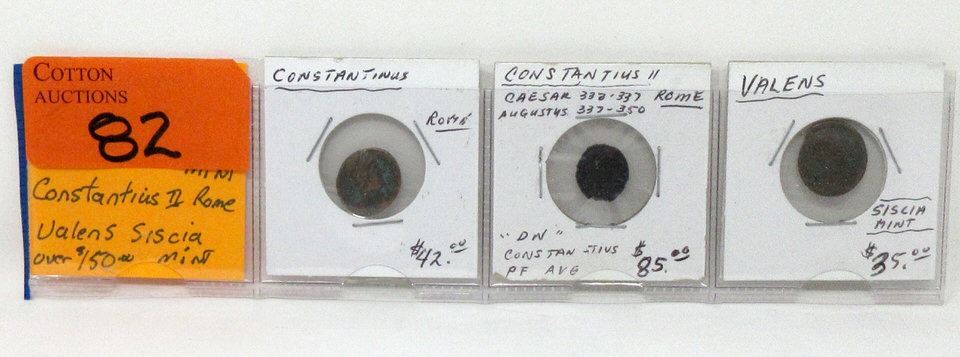 COTTON
AUCTIONS
82
MINT
Constantius II Rome
Valens Siscia
over $150.00 MINT
CONSTANTINUS
ROME
$42.00
CONSTANTIUS II
CAESAR 333-337 ROME
AUGUSTUS 337-350
"DN"
CONSTAN-TIUS
PF AVG
$85.00
VALENS
SISCIA
MINT
$35.00